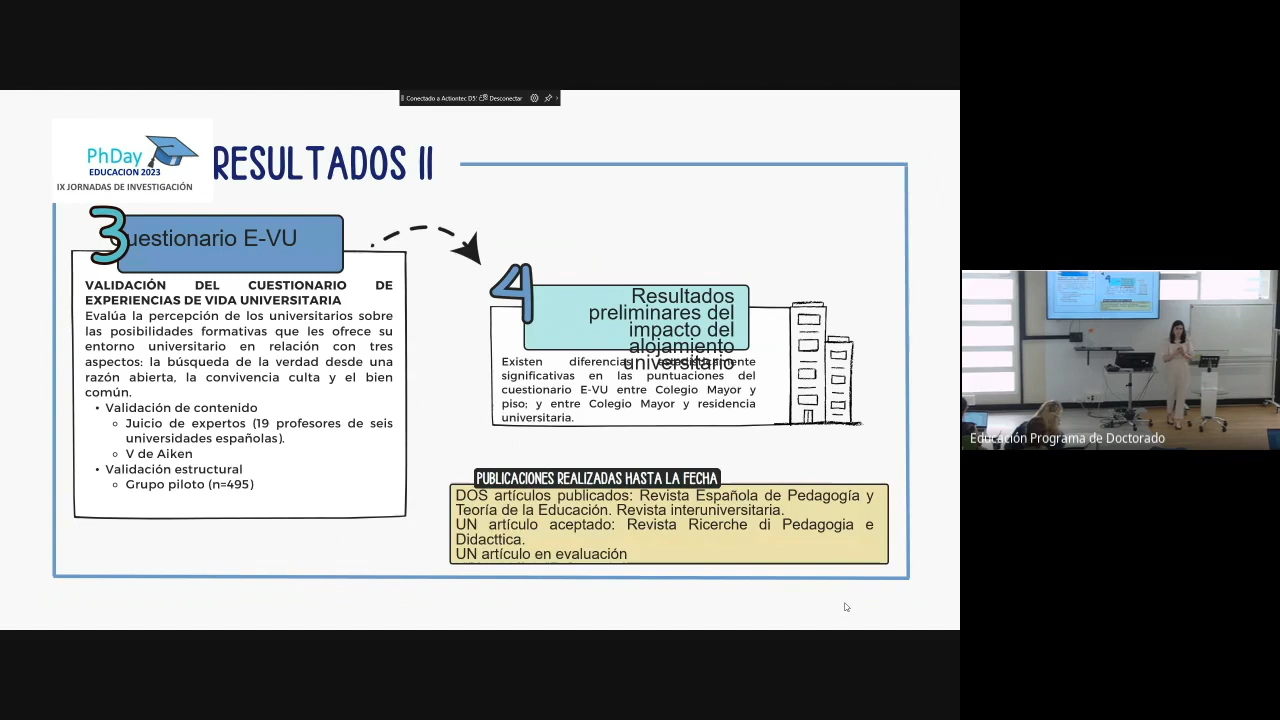 Conectado a Actiontec DS
Desconectar
PhDay
EDUCACION 2023
IX JORNADAS DE INVESTIGACIÓN
RESULTADOS II
3
uestionario E-VU
VALIDACIÓN DEL CUESTIONARIO DE
EXPERIENCIAS DE VIDA UNIVERSITARIA
Evalúa la percepción de los universitarios sobre
las posibilidades formativas que les ofrece su
entorno universitario en relación con tres
aspectos: la búsqueda de la verdad desde una
razón abierta, la convivencia culta y el bien
común.
• Validación de contenido
Juicio de expertos (19 profesores de seis
universidades españolas).
V de Aiken
• Validación estructural
Grupo piloto (n=495)
4
Resultados
preliminares del
impacto del
alojamiento
universitario
Existen diferencias estadísticamente
significativas en las puntuaciones del
cuestionario E-VU entre Colegio Mayor y
piso; y entre Colegio Mayor y residencia
universitaria.
PUBLICACIONES REALIZADAS HASTA LA FECHA
DOS artículos publicados: Revista Española de Pedagogía y
Teoría de la Educación. Revista interuniversitaria.
UN artículo aceptado: Revista Ricerche di Pedagogia e
Didacttica.
UN artículo en evaluación
Educación Programa de Doctorado